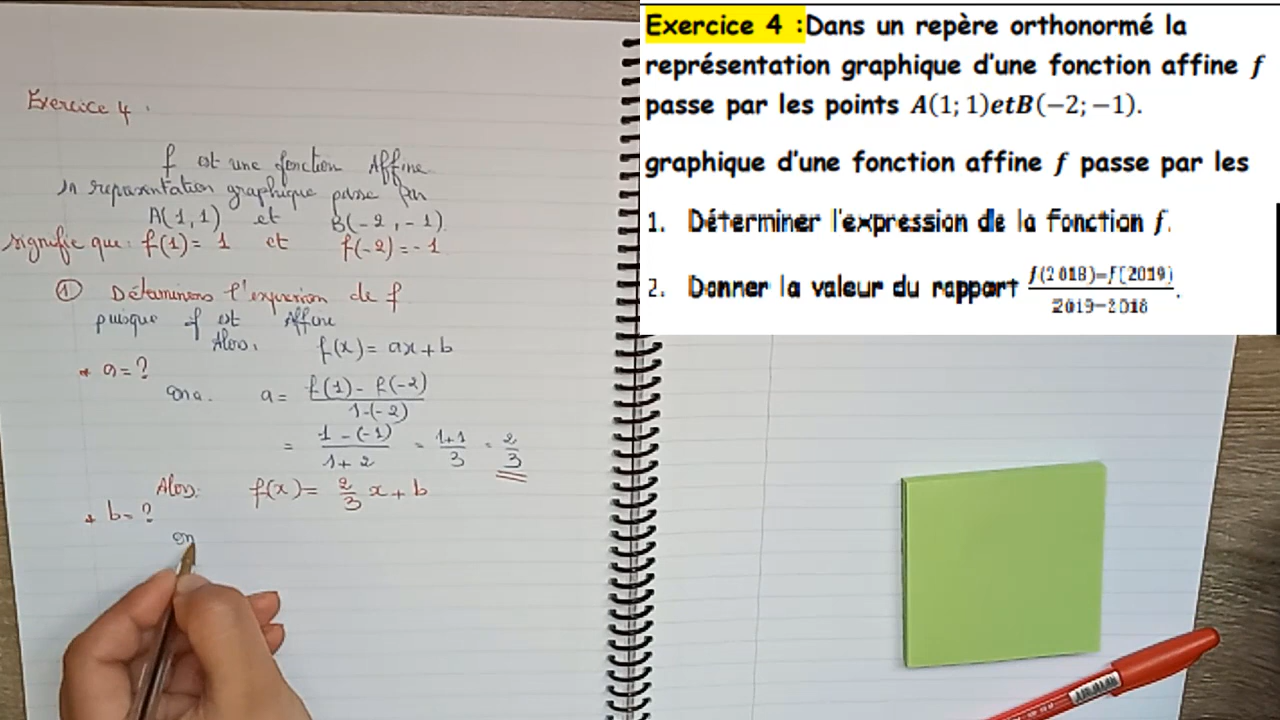 Exercice 4 :
f est une fonction Affine
sa représentation graphique passe par
A(1,1) et B(-2,-1).
signifie que: f(1)= 1 et f(-2)=-1
① Déterminons l'expression de f
puisque f est Affine
Alors. f(x)= ax+b
* a=?
on a. a= f(1)-f(-2) / 1-(-2)
= 1-(-1) / 1+2 = 1+1 / 3 = 2/3
Alors: f(x)= 2/3 x+b
* b=?
on
Exercice 4 :Dans un repère orthonormé la
représentation graphique d'une fonction affine f
passe par les points A(1; 1)etB(−2; −1).
graphique d'une fonction affine f passe par les
1. Déterminer l'expression de la fonction f.
2. Donner la valeur du rapport f(2018)−f(2019) / 2019−2018.